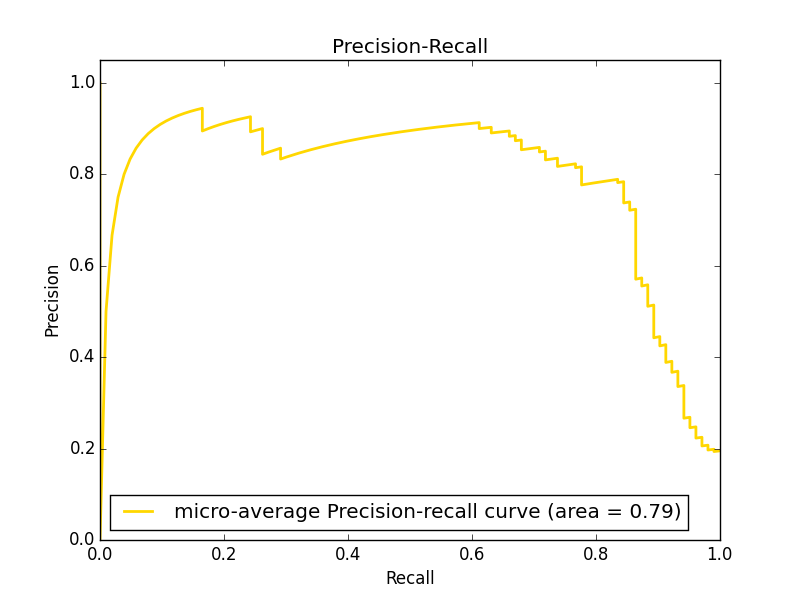 Precision-Recall
1.0
0.8
0.6
0.4
0.2
0.0
Precision
micro-average Precision-recall curve (area = 0.79)
0.0 0.2 0.4 0.6 0.8 1.0
Recall